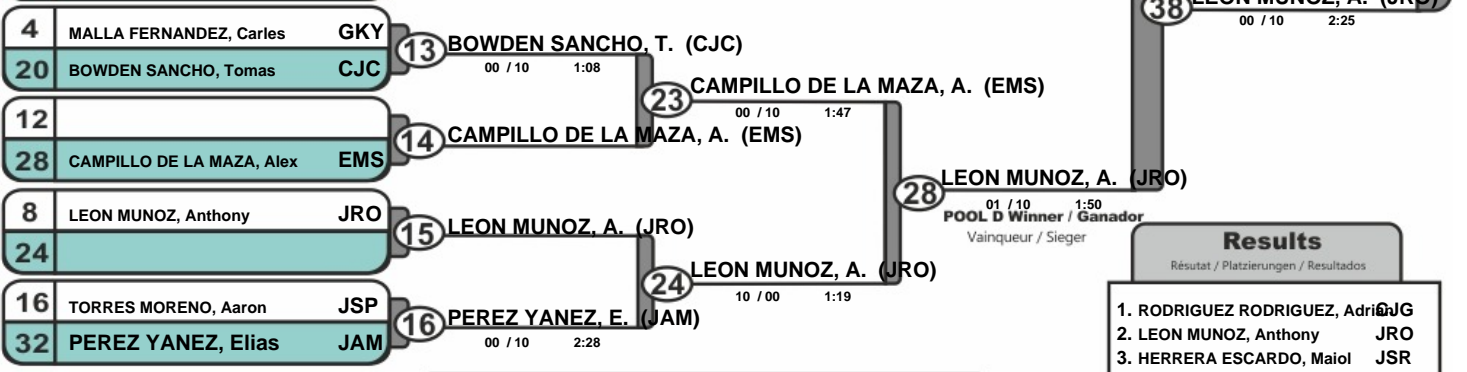 38 LEON MUNOZ, A. (JRO)
00 / 10 2:25
4 MALLA FERNANDEZ, Carles GKY
20 BOWDEN SANCHO, Tomas CJC
13 BOWDEN SANCHO, T. (CJC)
00 / 10 1:08
23 CAMPILLO DE LA MAZA, A. (EMS)
00 / 10 1:47
12
28 CAMPILLO DE LA MAZA, Alex EMS
14 CAMPILLO DE LA MAZA, A. (EMS)
28 LEON MUNOZ, A. (JRO)
01 / 10 1:50
POOL D Winner / Ganador
Vainqueur / Sieger
8 LEON MUNOZ, Anthony JRO
24
15 LEON MUNOZ, A. (JRO)
24 LEON MUNOZ, A. (JRO)
10 / 00 1:19
16 TORRES MORENO, Aaron JSP
32 PEREZ YANEZ, Elias JAM
16 PEREZ YANEZ, E. (JAM)
00 / 10 2:28
Results
Résutat / Platzierungen / Resultados
1. RODRIGUEZ RODRIGUEZ, Adrian CJG
2. LEON MUNOZ, Anthony JRO
3. HERRERA ESCARDO, Maiol JSR